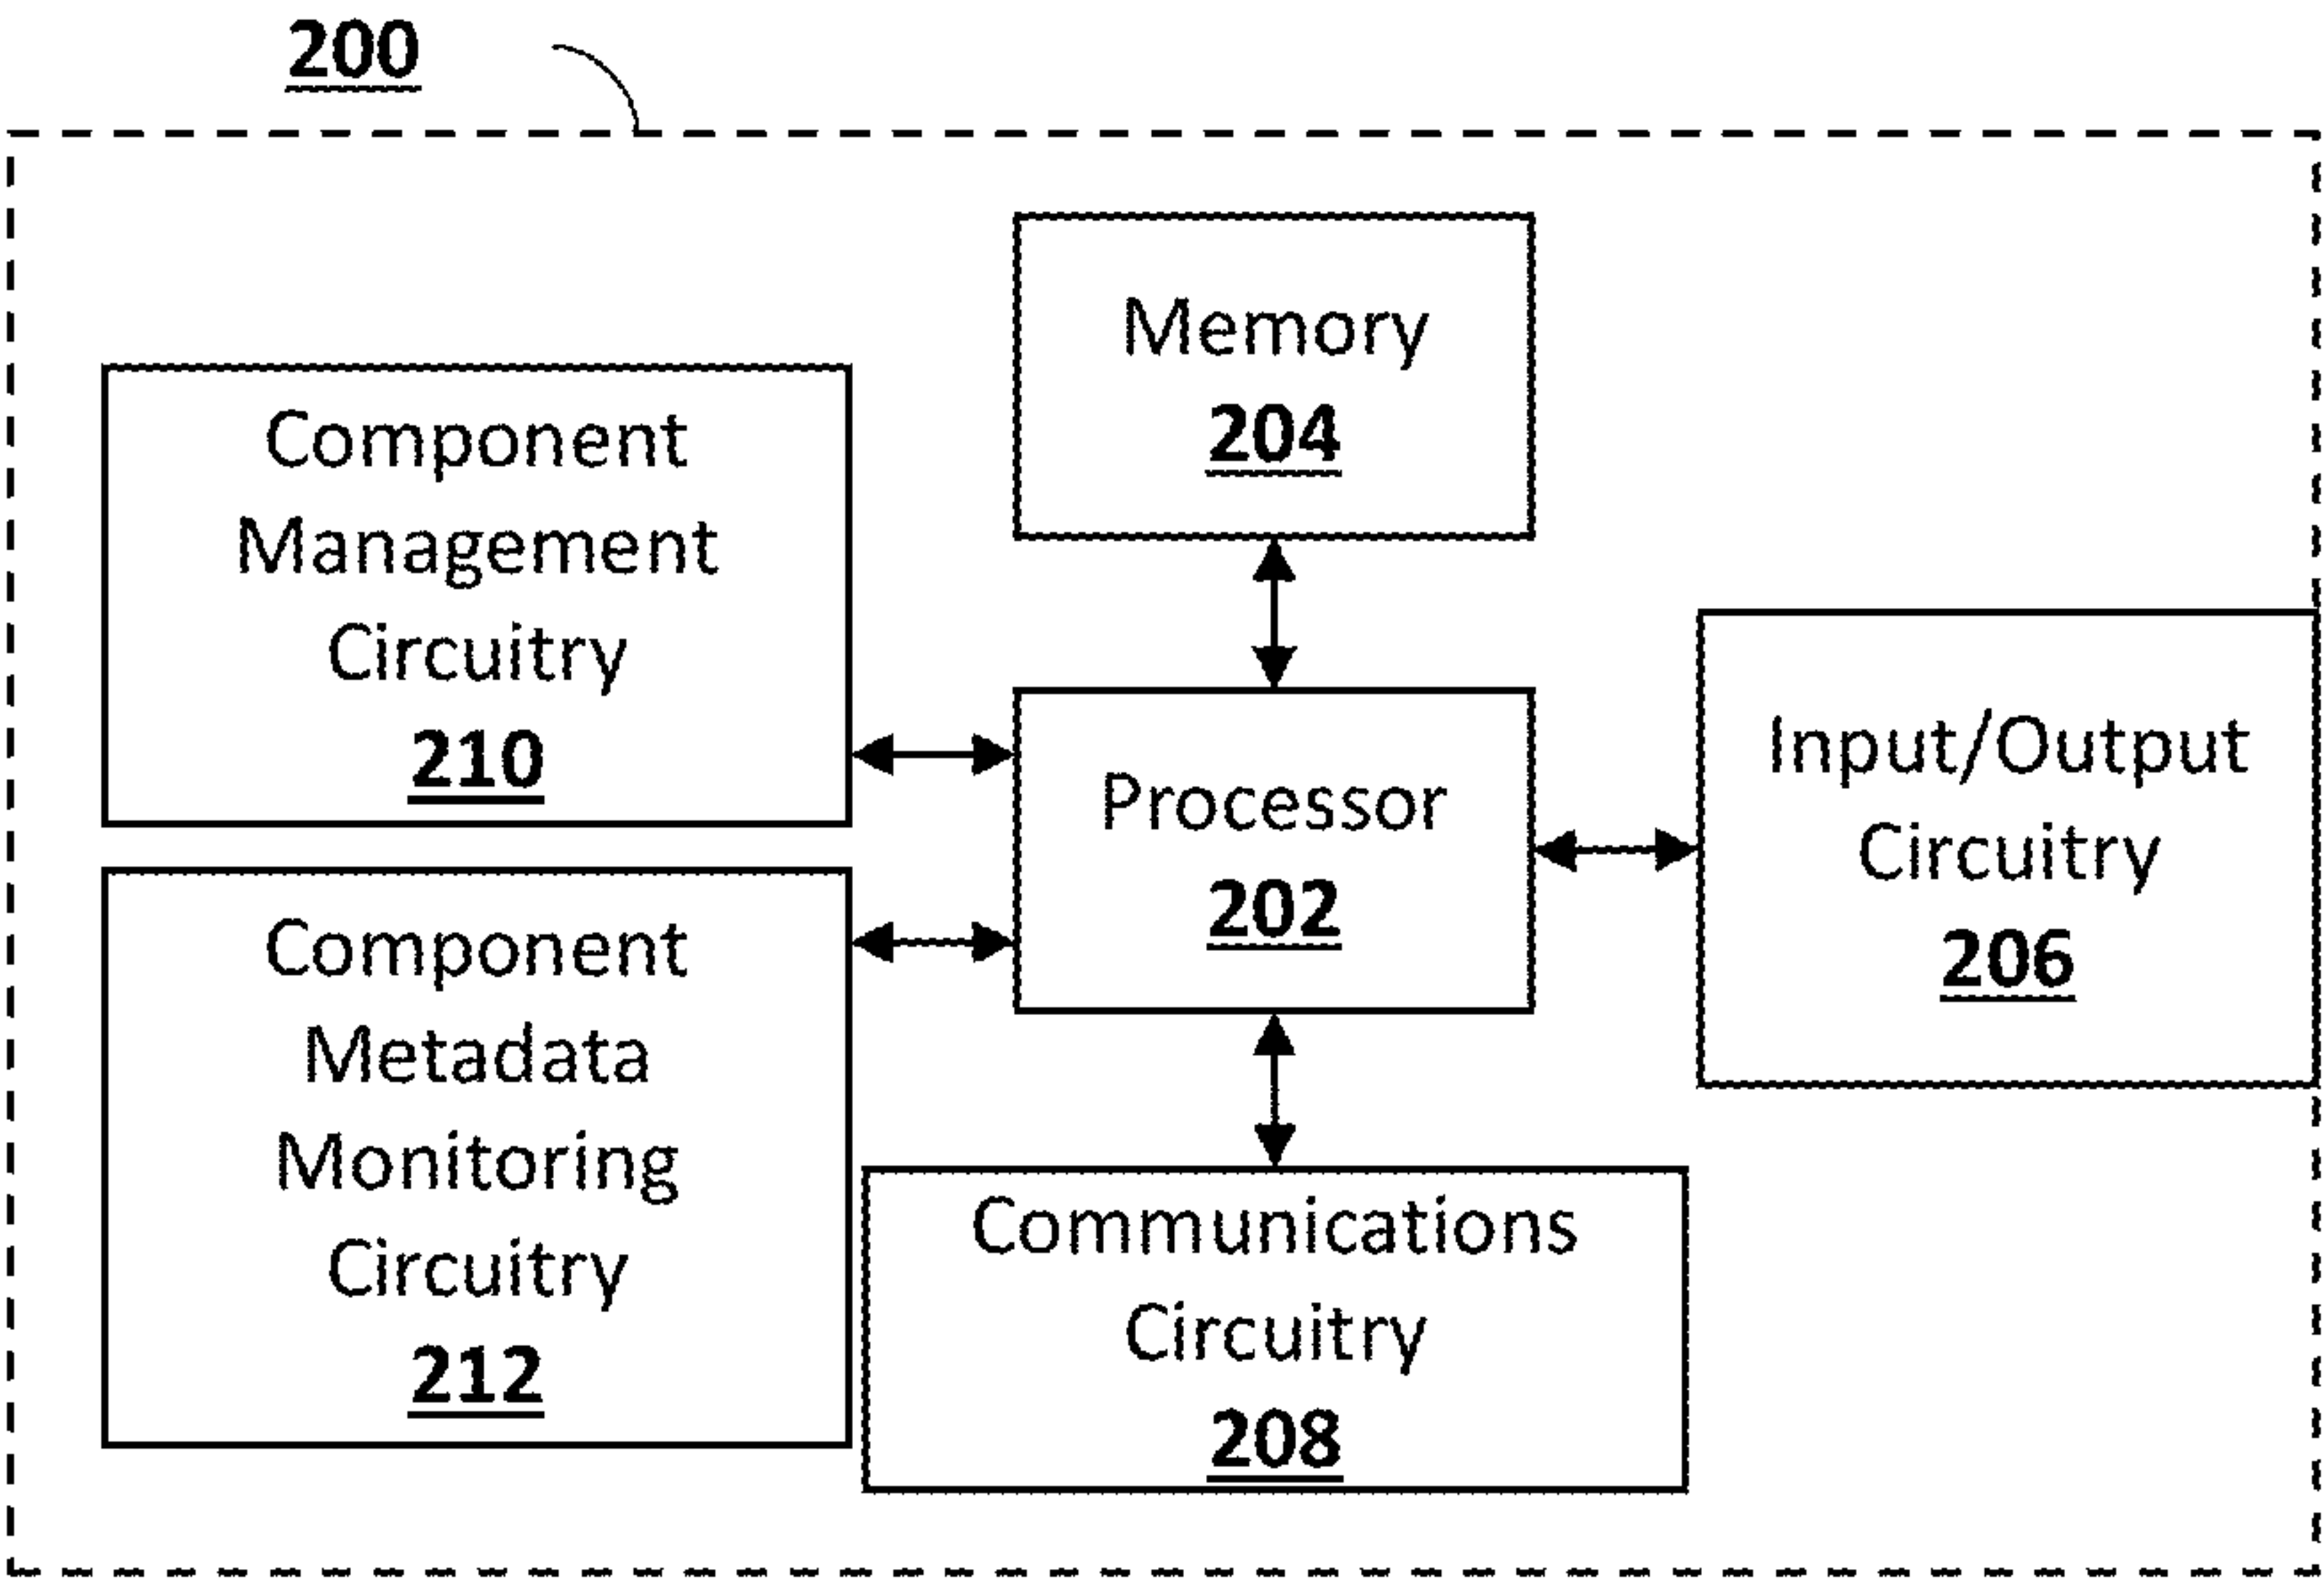 200
Memory
204
Component
Management
Circuitry
210
Processor
202
Input/Output
Circuitry
206
Component
Metadata
Monitoring
Circuitry
212
Communications
Circuitry
208